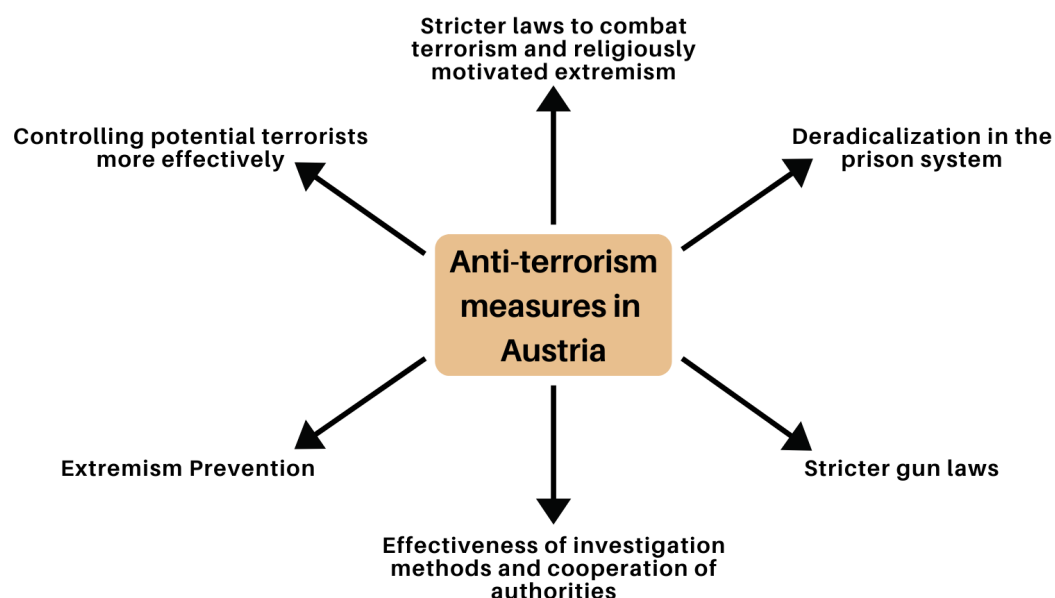 Stricter laws to combat
terrorism and religiously
motivated extremism
Controlling potential terrorists
more effectively
Deradicalization in the
prison system
Anti-terrorism
measures in
Austria
Extremism Prevention
Stricter gun laws
Effectiveness of investigation
methods and cooperation of
authorities